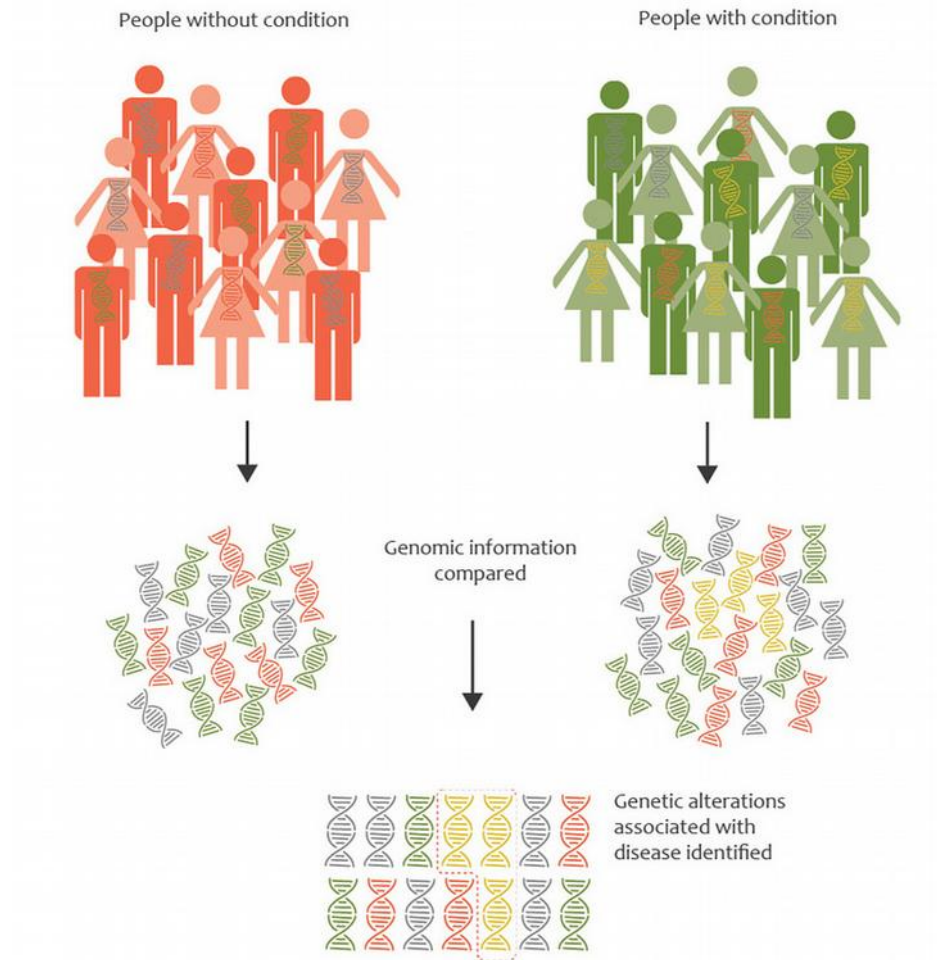 People without condition
People with condition
Genomic information
compared
Genetic alterations
associated with
disease identified